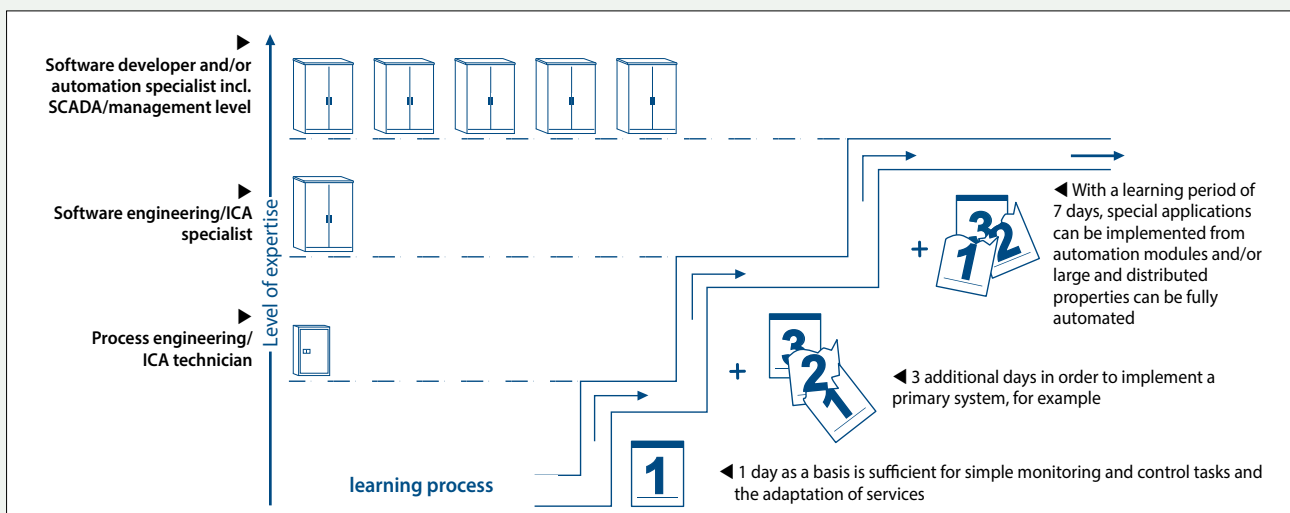 ▶
Software developer and/or
automation specialist incl.
SCADA/management level
▶
Software engineering/ICA
specialist
▶
Process engineering/
ICA technician
Level of expertise
learning process
◀ With a learning period of
7 days, special applications
can be implemented from
automation modules and/or
large and distributed
properties can be fully
automated
+
3
2
1
◀ 3 additional days in order to implement a
primary system, for example
+
3
2
1
◀ 1 day as a basis is sufficient for simple monitoring and control tasks and
the adaptation of services
1